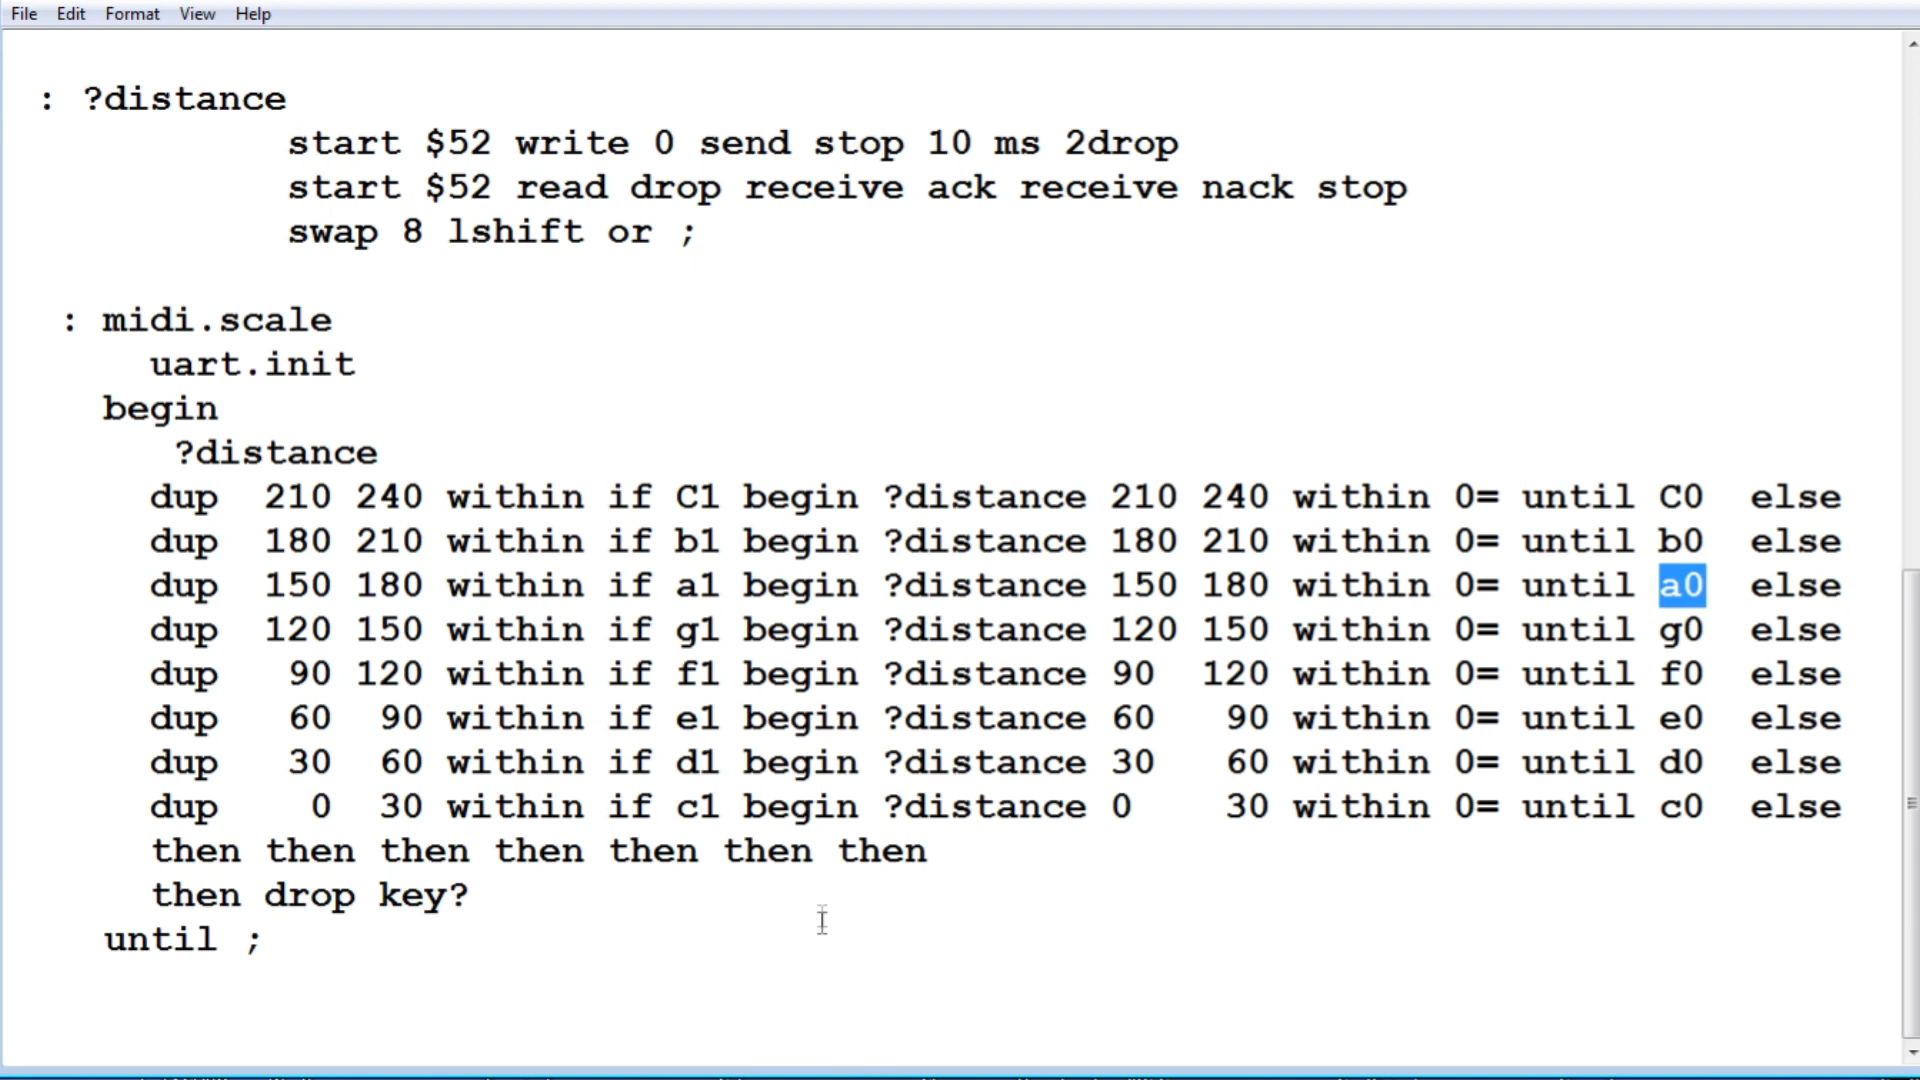 File Edit Format View Help
: ?distance
start $52 write 0 send stop 10 ms 2drop
start $52 read drop receive ack receive nack stop
swap 8 lshift or ;
: midi.scale
uart.init
begin
?distance
dup 210 240 within if C1 begin ?distance 210 240 within 0= until C0 else
dup 180 210 within if b1 begin ?distance 180 210 within 0= until b0 else
dup 150 180 within if a1 begin ?distance 150 180 within 0= until a0 else
dup 120 150 within if g1 begin ?distance 120 150 within 0= until g0 else
dup 90 120 within if f1 begin ?distance 90 120 within 0= until f0 else
dup 60 90 within if e1 begin ?distance 60 90 within 0= until e0 else
dup 30 60 within if d1 begin ?distance 30 60 within 0= until d0 else
dup 0 30 within if c1 begin ?distance 0 30 within 0= until c0 else
then then then then then then then
then drop key?
until ;